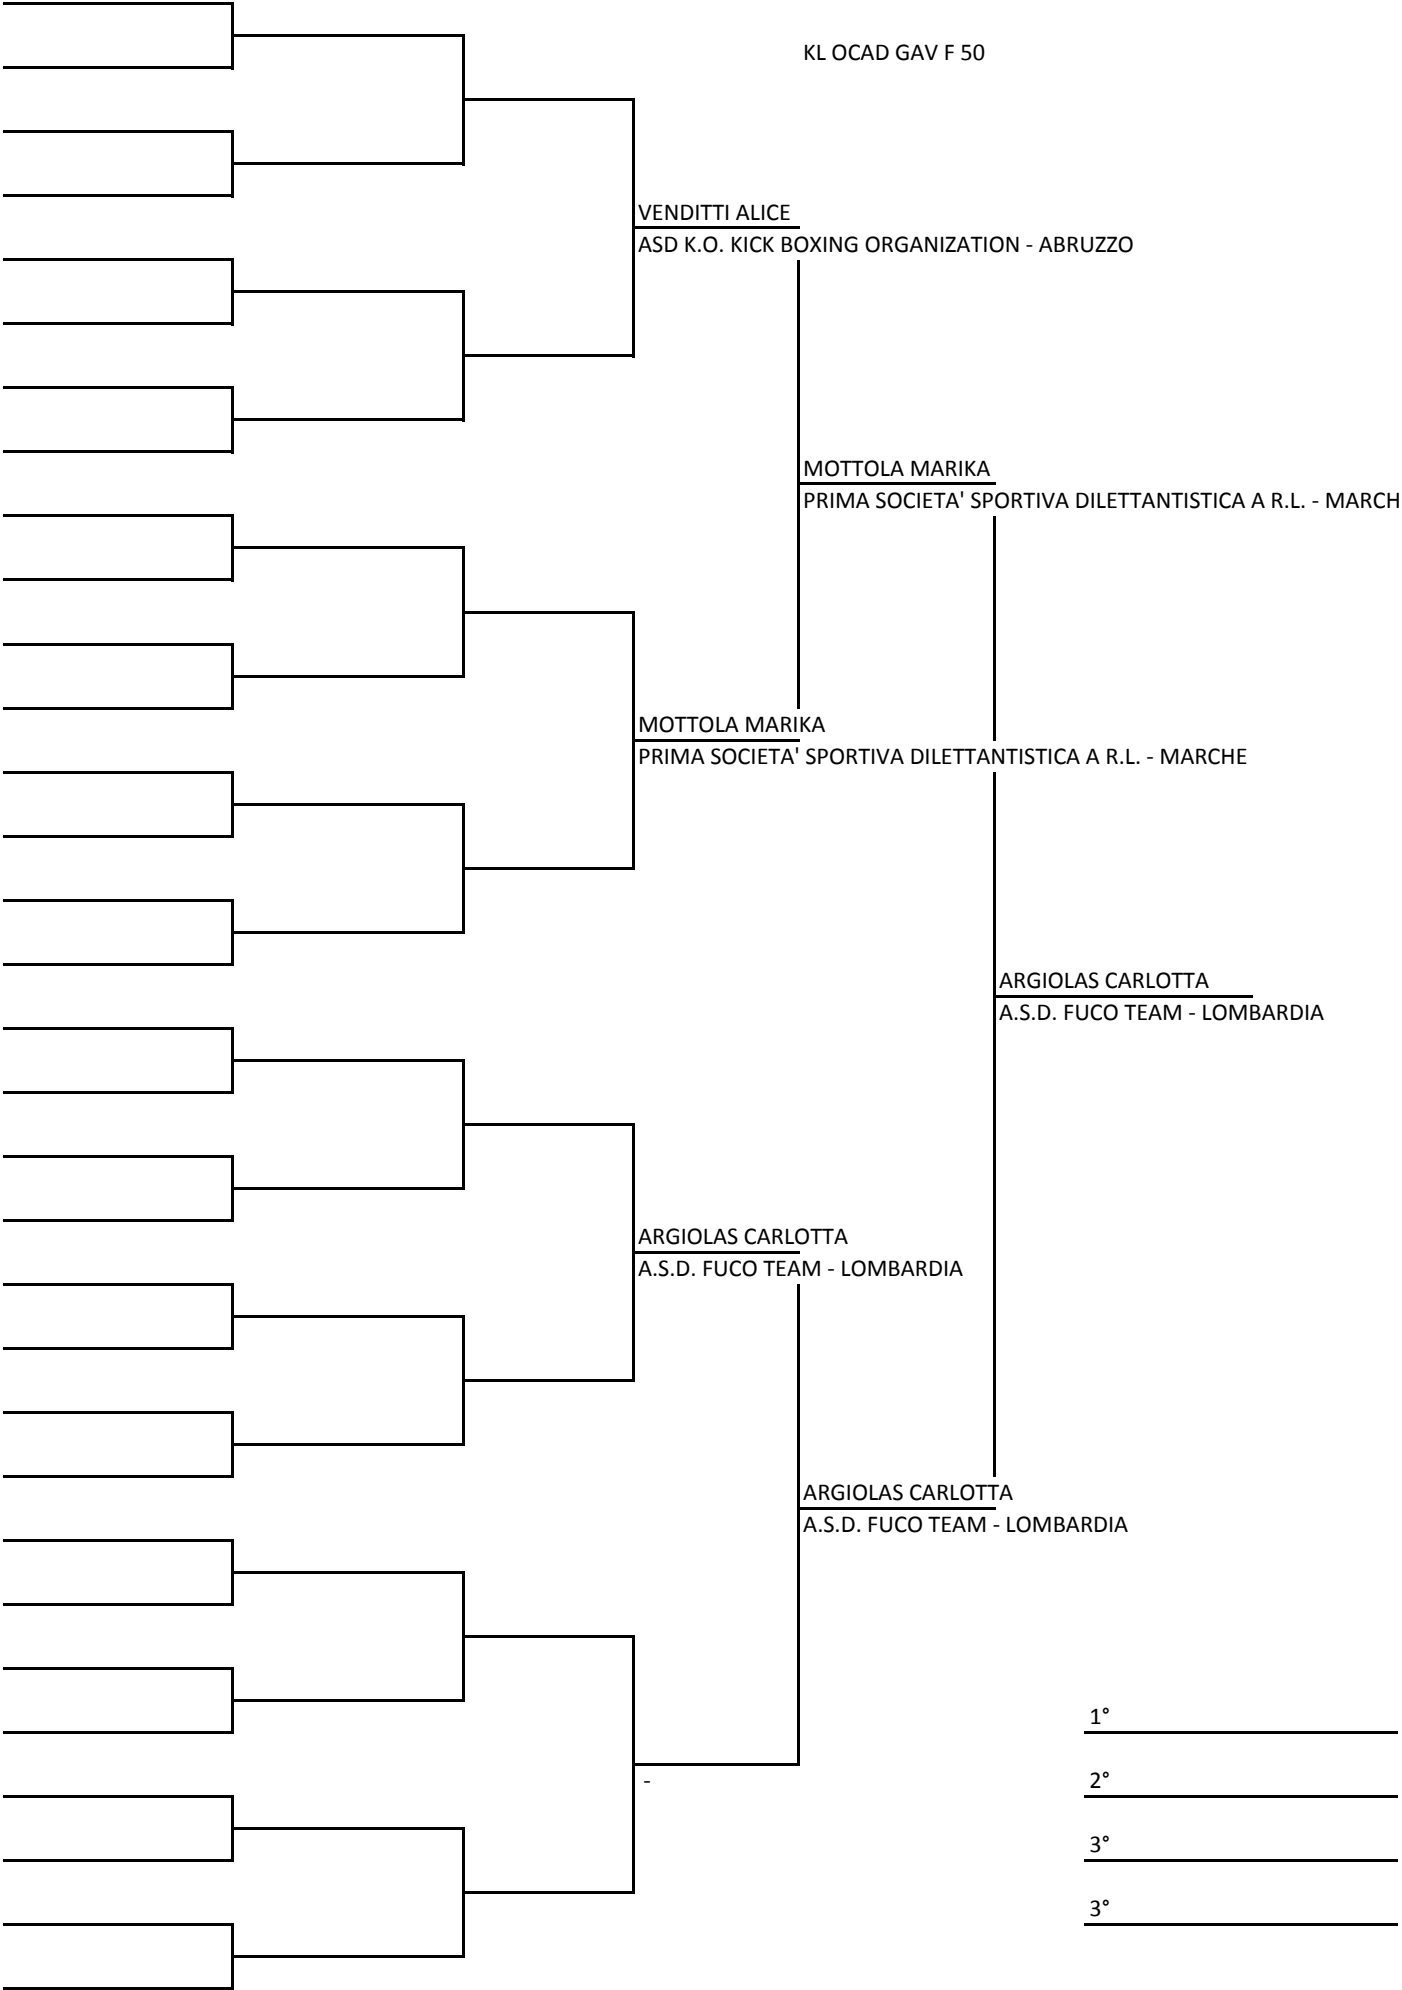 KL OCAD GAV F 50
VENDITTI ALICE
ASD K.O. KICK BOXING ORGANIZATION - ABRUZZO
MOTTOLA MARIKA
PRIMA SOCIETA' SPORTIVA DILETTANTISTICA A R.L. - MARCH
MOTTOLA MARIKA
PRIMA SOCIETA' SPORTIVA DILETTANTISTICA A R.L. - MARCHE
ARGIOLAS CARLOTTA
A.S.D. FUCO TEAM - LOMBARDIA
ARGIOLAS CARLOTTA
A.S.D. FUCO TEAM - LOMBARDIA
ARGIOLAS CARLOTTA
A.S.D. FUCO TEAM - LOMBARDIA
1°
-
2°
3°
3°